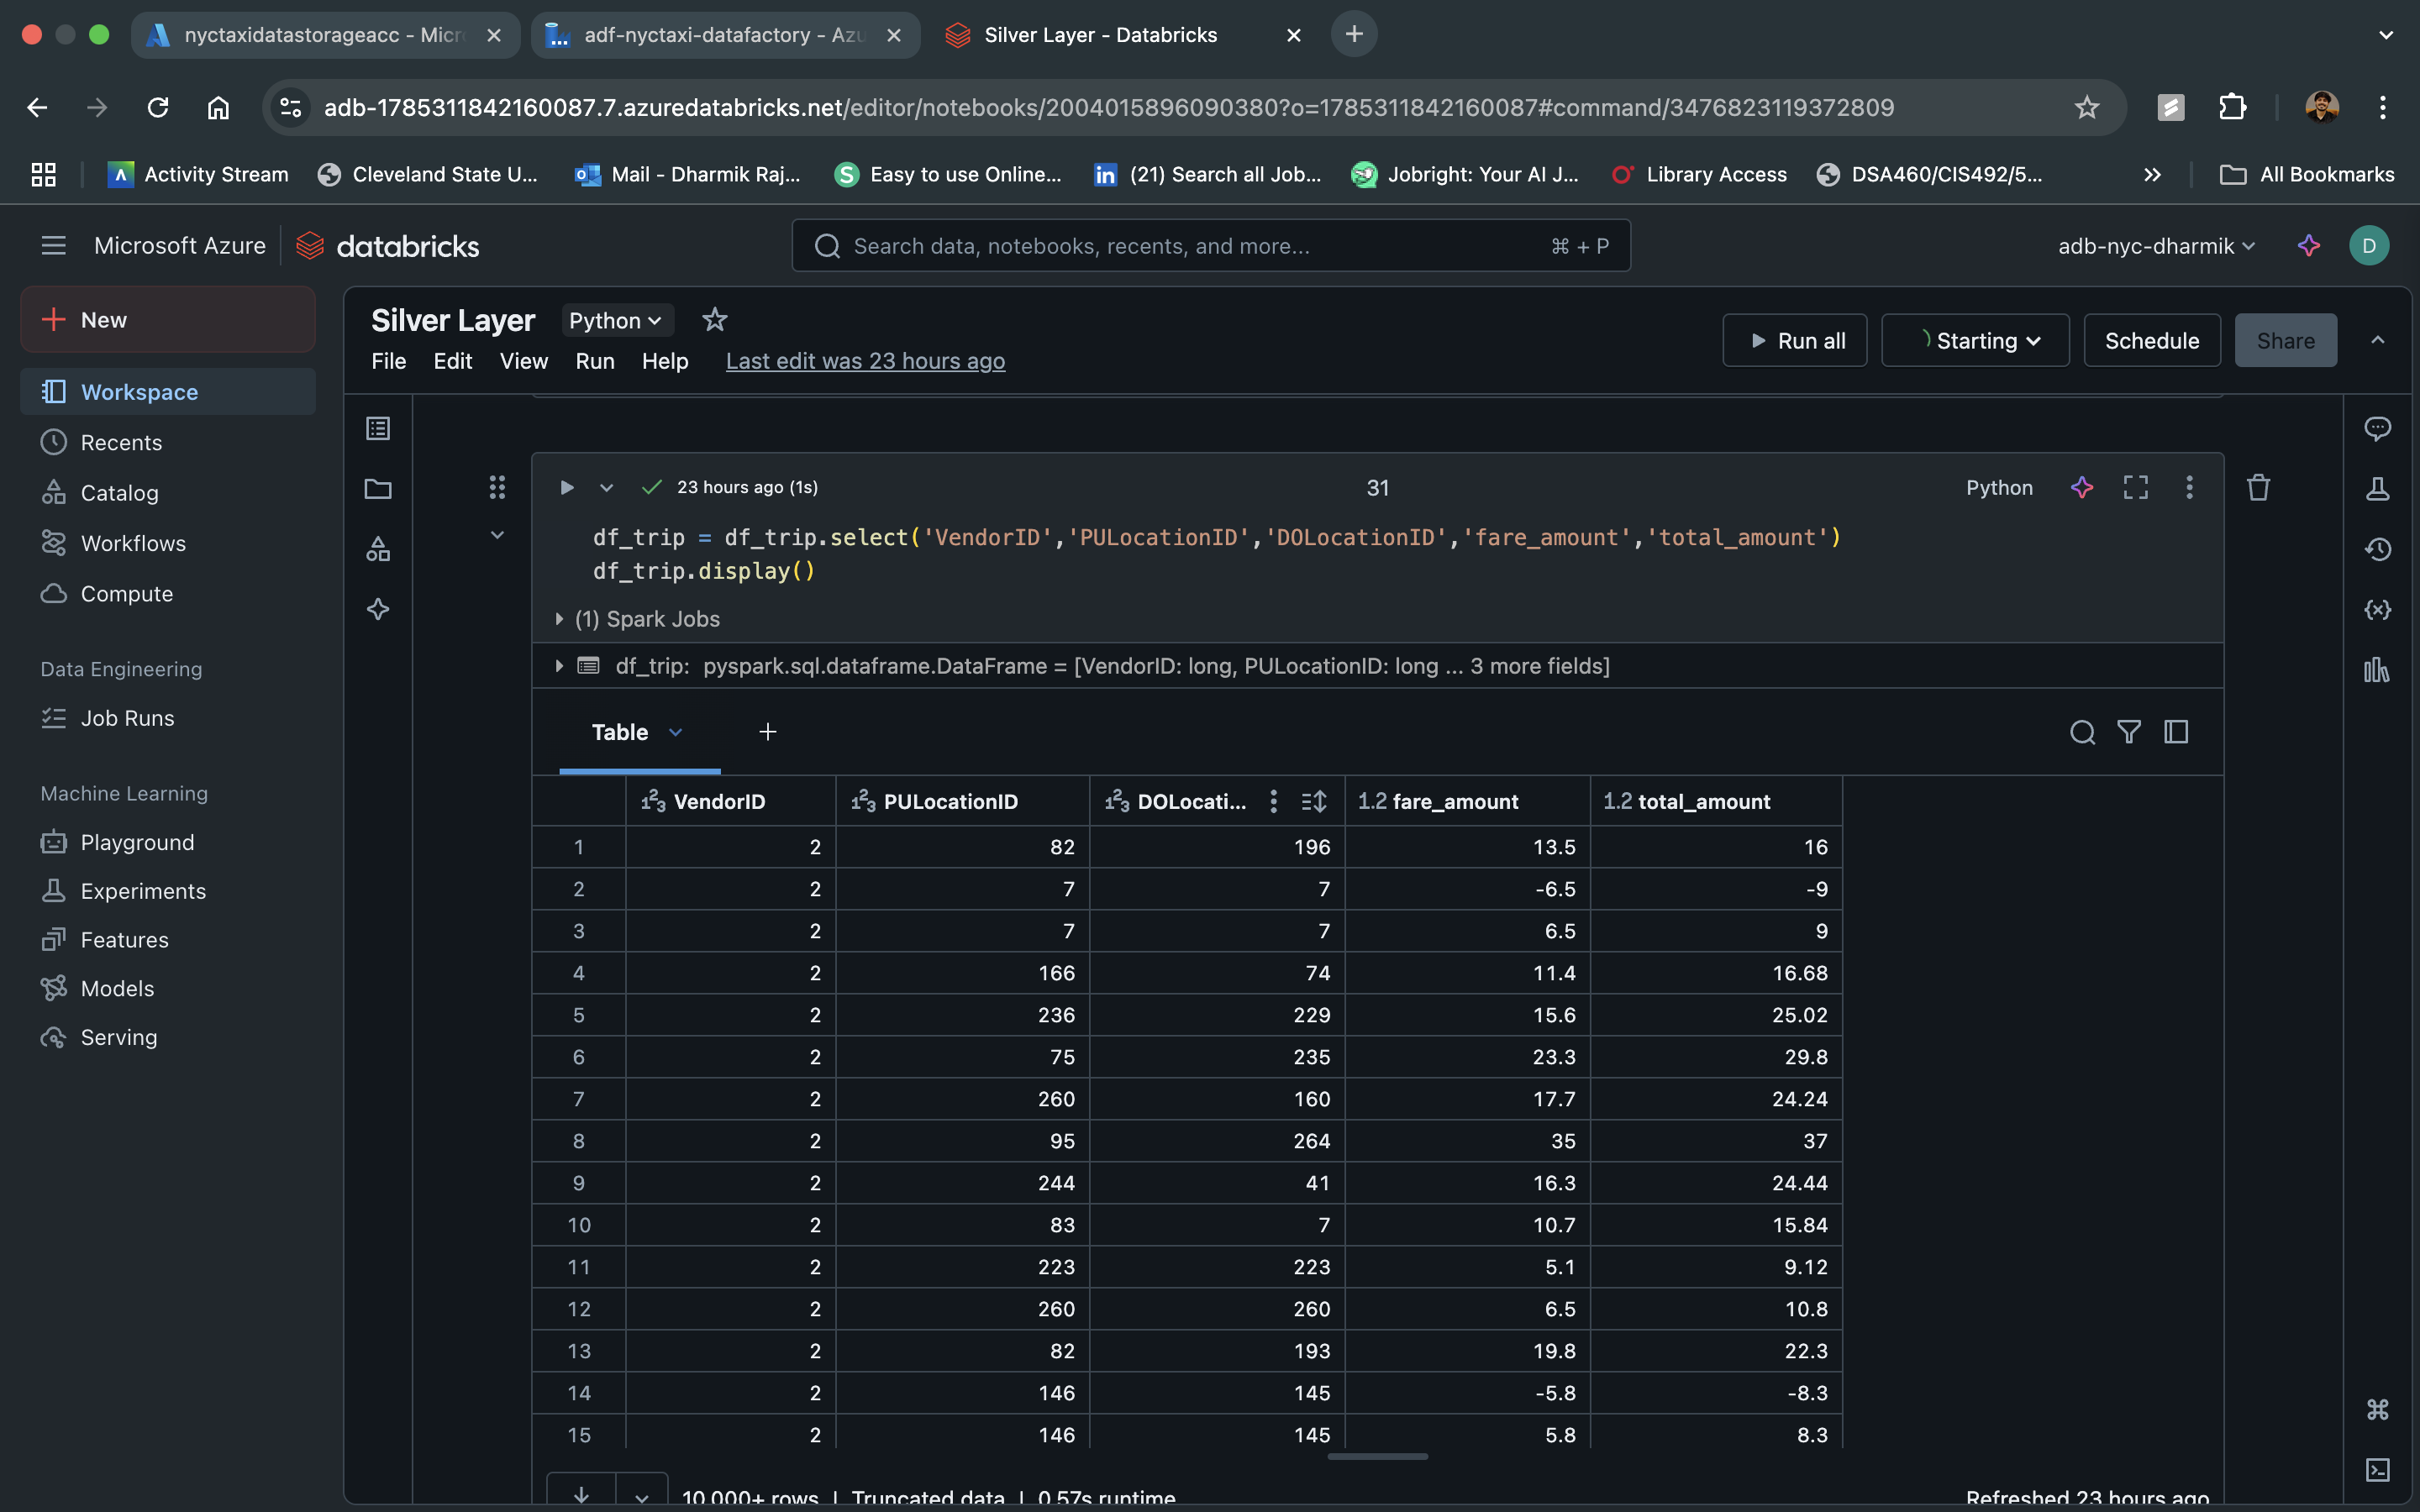 nyctaxidatastorageacc - Micr
adf-nyctaxi-datafactory - Azu
Silver Layer - Databricks
adb-1785311842160087.7.azuredatabricks.net/editor/notebooks/2004015896090380?o=1785311842160087#command/3476823119372809
Activity Stream
Cleveland State U...
Mail - Dharmik Raj...
Easy to use Online...
(21) Search all Job...
Jobright: Your AI J...
Library Access
DSA460/CIS492/5...
All Bookmarks
Microsoft Azure
databricks
Search data, notebooks, recents, and more...
⌘ + P
adb-nyc-dharmik
D
New
Workspace
Recents
Catalog
Workflows
Compute
Data Engineering
Job Runs
Machine Learning
Playground
Experiments
Features
Models
Serving
Silver Layer
Python
File Edit View Run Help Last edit was 23 hours ago
Run all
Starting
Schedule
Share
23 hours ago (1s)
31
Python
df_trip = df_trip.select('VendorID','PULocationID','DOLocationID','fare_amount','total_amount')
df_trip.display()
(1) Spark Jobs
df_trip: pyspark.sql.dataframe.DataFrame = [VendorID: long, PULocationID: long ... 3 more fields]
Table
VendorID PULocationID DOLocati... 1.2 fare_amount 1.2 total_amount
1 2 82 196 13.5 16
2 2 7 7 -6.5 -9
3 2 7 7 6.5 9
4 2 166 74 11.4 16.68
5 2 236 229 15.6 25.02
6 2 75 235 23.3 29.8
7 2 260 160 17.7 24.24
8 2 95 264 35 37
9 2 244 41 16.3 24.44
10 2 83 7 10.7 15.84
11 2 223 223 5.1 9.12
12 2 260 260 6.5 10.8
13 2 82 193 19.8 22.3
14 2 146 145 -5.8 -8.3
15 2 146 145 5.8 8.3
10,000+ rows | Truncated data | 0.57s runtime
Refreshed 23 hours ago